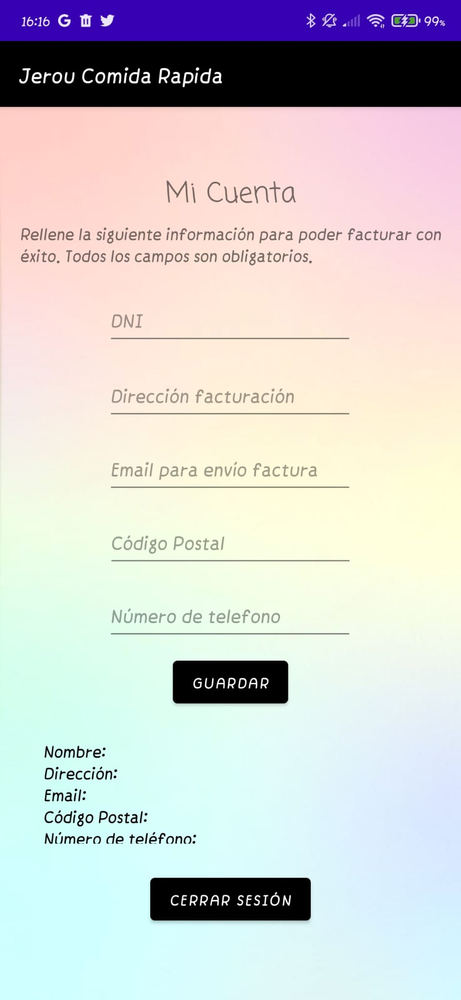 16:16
99%
Jerou Comida Rapida
Mi Cuenta
Rellene la siguiente información para poder facturar con
éxito. Todos los campos son obligatorios.
DNI
Dirección facturación
Email para envío factura
Código Postal
Número de telefono
GUARDAR
Nombre:
Dirección:
Email:
Código Postal:
Número de teléfono:
CERRAR SESIÓN